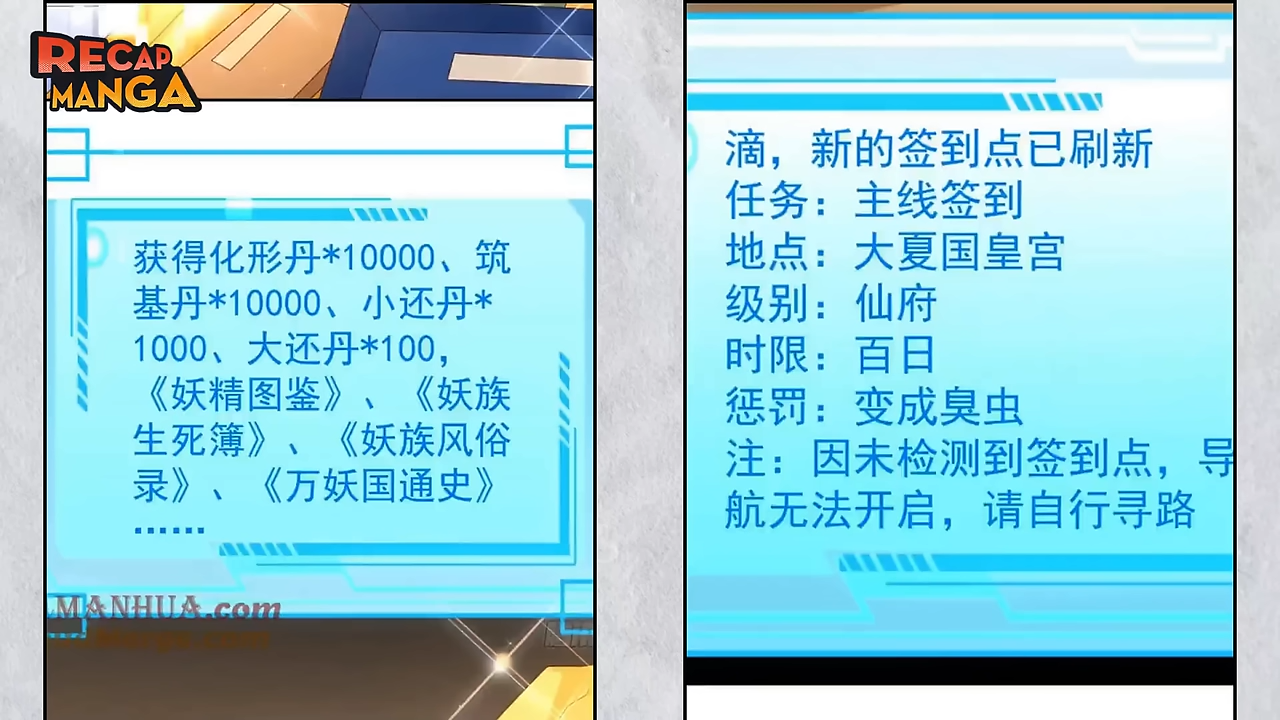 RECAP
MANGA
获得化形丹*10000、筑
基丹*10000、小还丹*
1000、大还丹*100，
《妖精图鉴》、《妖族
生死簿》、《妖族风俗
录》、《万妖国通史》
……
MANHUA.com
滴，新的签到点已刷新
任务：主线签到
地点：大夏国皇宫
级别：仙府
时限：百日
惩罚：变成臭虫
注：因未检测到签到点，导
航无法开启，请自行寻路